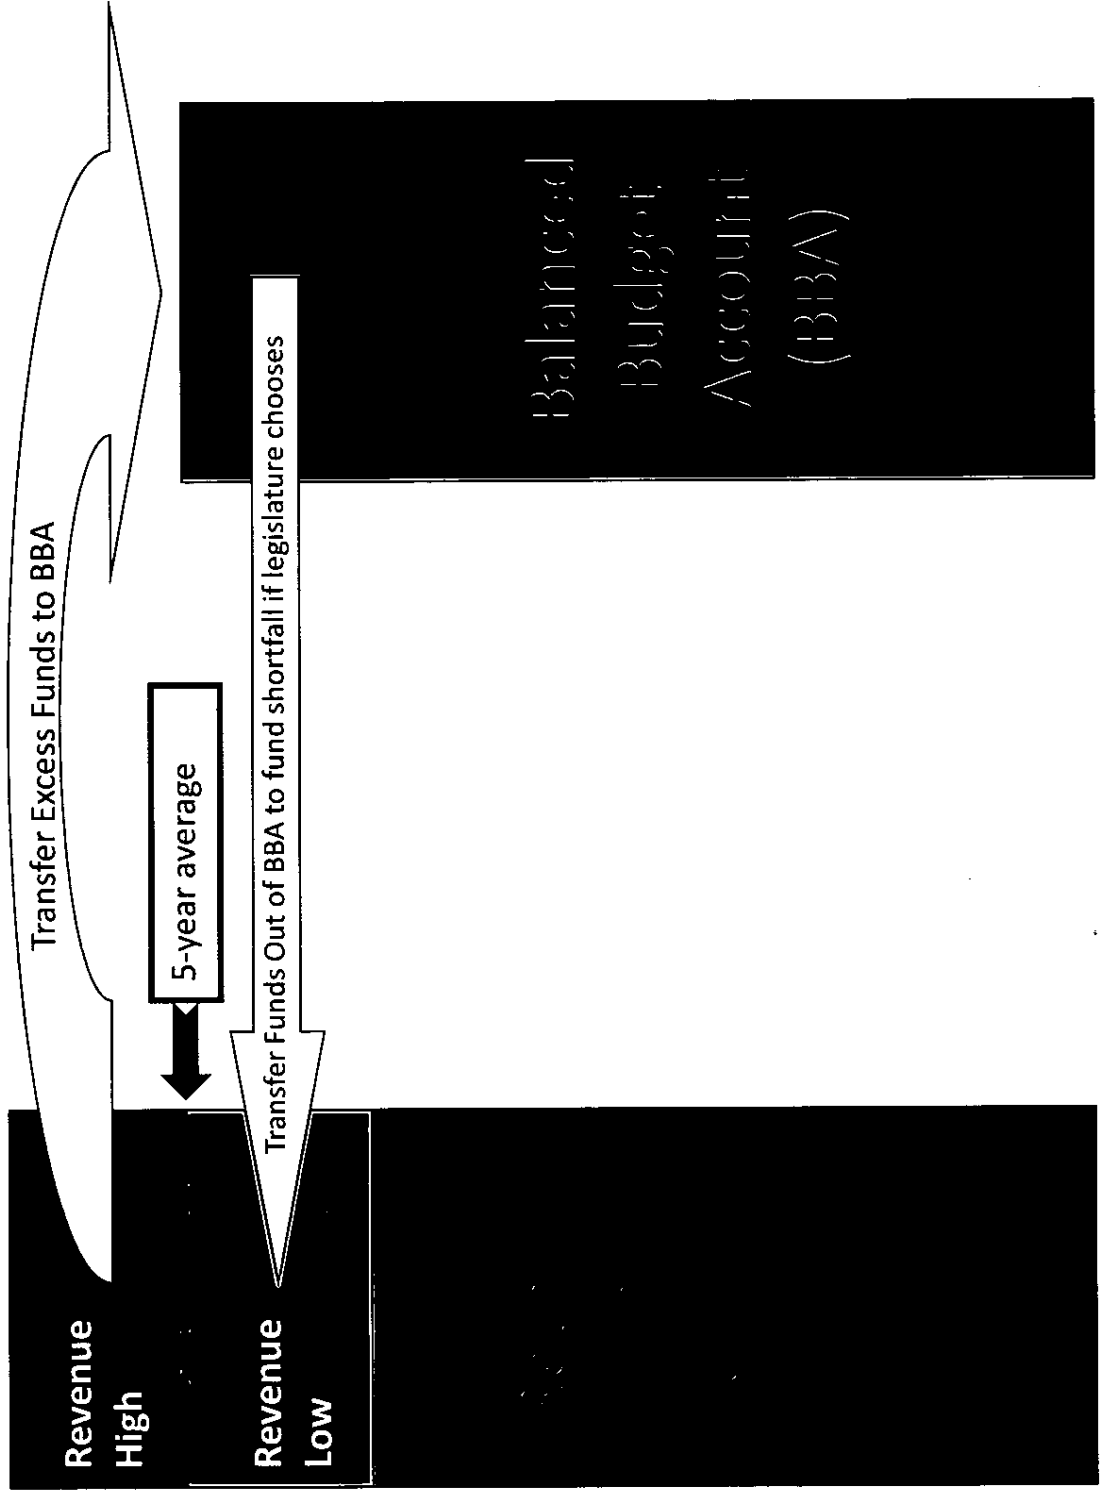 Transfer Excess Funds to BBA
Revenue
High
5-year average
Revenue
Low
Transfer Funds Out of BBA to fund shortfall if legislature chooses
Balanced
Budget
Account
(BBA)